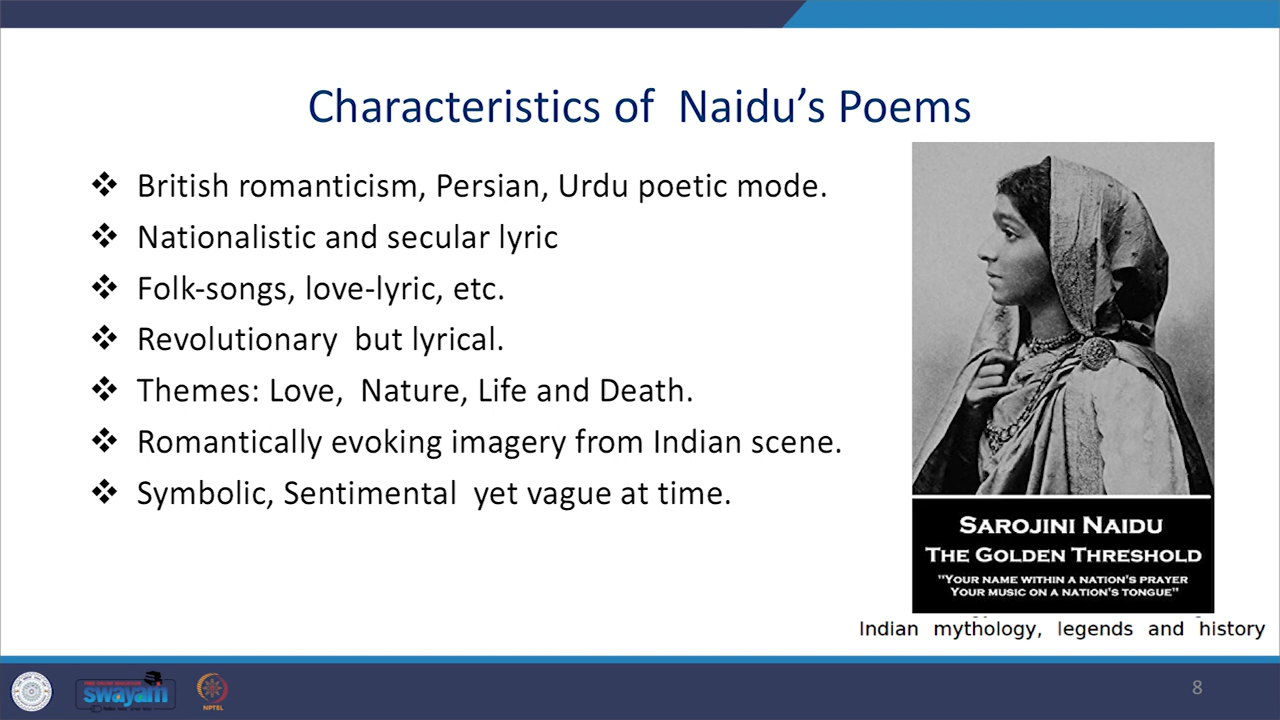 Characteristics of Naidu's Poems
❖ British romanticism, Persian, Urdu poetic mode.
❖ Nationalistic and secular lyric
❖ Folk-songs, love-lyric, etc.
❖ Revolutionary but lyrical.
❖ Themes: Love, Nature, Life and Death.
❖ Romantically evoking imagery from Indian scene.
❖ Symbolic, Sentimental yet vague at time.
SAROJINI NAIDU
THE GOLDEN THRESHOLD
"YOUR NAME WITHIN A NATION'S PRAYER
YOUR MUSIC ON A NATION'S TONGUE"
Indian mythology, legends and history
swayam
NPTEL
8